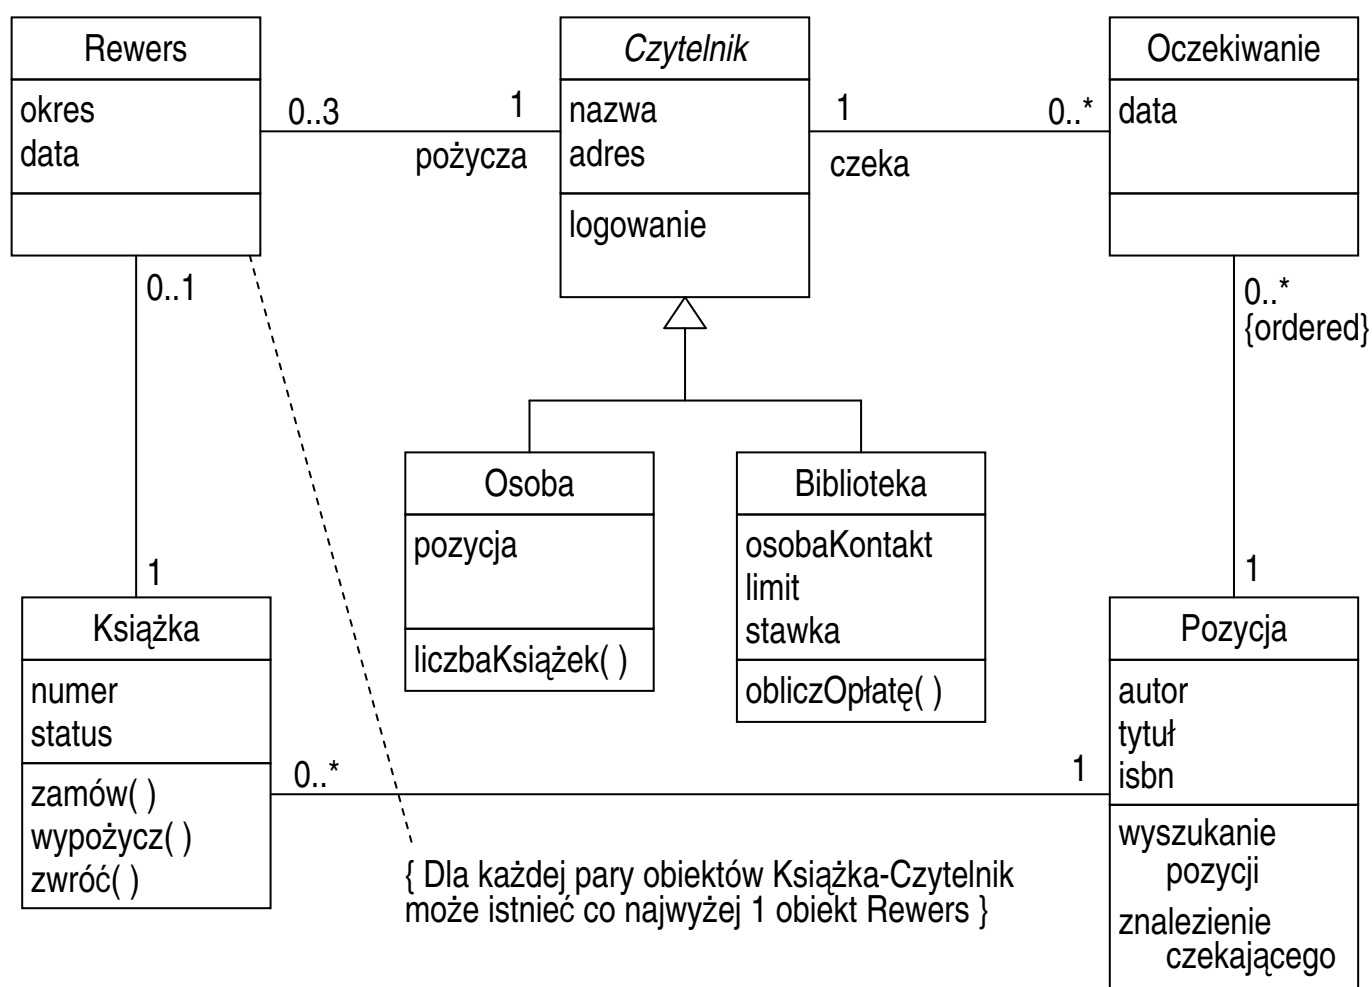 Rewers
okres
data
0..3
1
pożycza
Czytelnik
nazwa
adres
logowanie
1
czeka
0..*
Oczekiwanie
data
0..1
0..*
{ordered}
Osoba
pozycja
liczbaKsiążek( )
Biblioteka
osobaKontakt
limit
stawka
obliczOpłatę( )
1
Książka
numer
status
zamów( )
wypożycz( )
zwróć( )
0..*
1
1
Pozycja
autor
tytuł
isbn
wyszukanie
pozycji
znalezienie
czekającego
{ Dla każdej pary obiektów Książka-Czytelnik
może istnieć co najwyżej 1 obiekt Rewers }